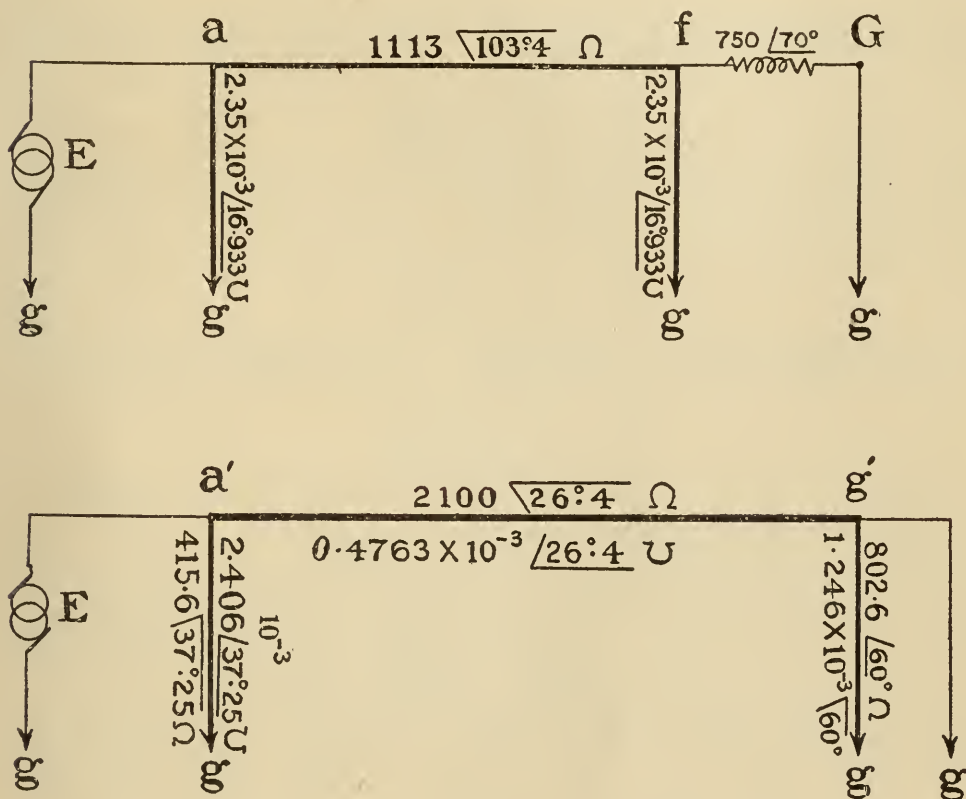 a
1113 \103°.4 Ω
f
750 /70°
G
E
2.35 X 10⁻³ /16°.933 ℧
2.35 X 10⁻³ /16°.933 ℧
a'
2100 \26°.4 Ω
0.4763 X 10⁻³ /26°.4 ℧
E
415.6 \37°.25 Ω
2.406 /37°.25 ℧
10⁻³
802.6 /60° Ω
1.246 X 10⁻³ \60°